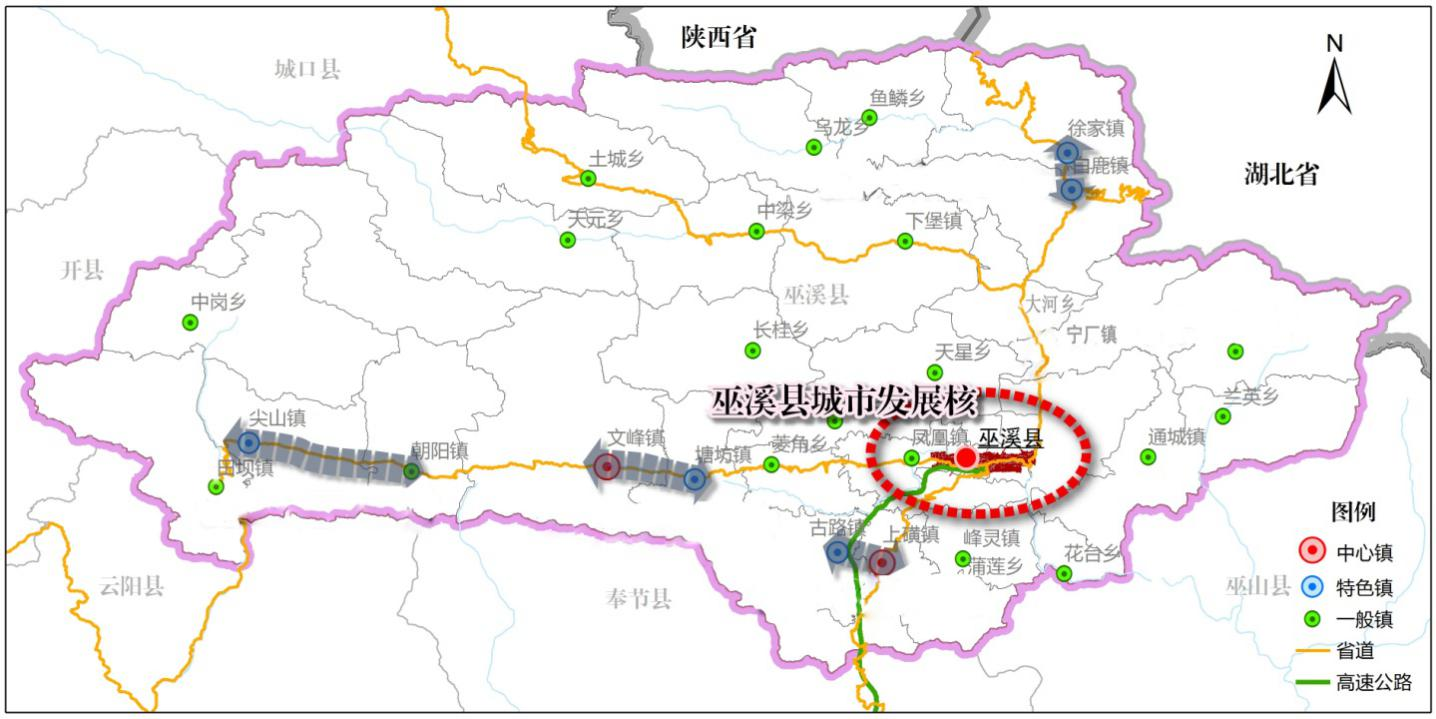 陕西省
N
城口县
鱼鳞乡
乌龙乡
徐家镇
土城乡
白鹿镇
湖北省
天元乡
中梁乡
下堡镇
开县
中岗乡
巫溪县
大河乡
长桂乡
宁厂镇
天星乡
巫溪县城市发展核
兰英乡
尖山镇
朝阳镇
文峰镇
塘坊镇
菱角乡
凤凰镇
巫溪县
通城镇
田坝镇
图例
古路镇
上磺镇
峰灵镇
花台乡
中心镇
蒲莲乡
云阳县
奉节县
巫山县
特色镇
一般镇
省道
高速公路